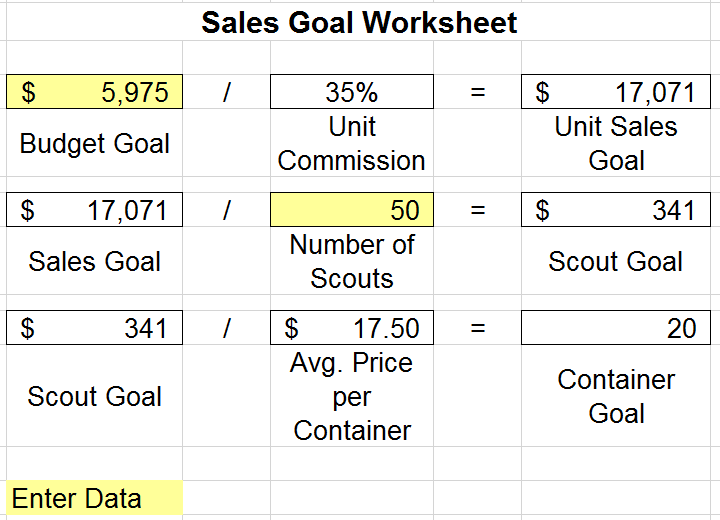 Sales Goal Worksheet
$ 5,975 / 35% = $ 17,071
Budget Goal
Unit
Commission
Unit Sales
Goal
$ 17,071 / 50 = $ 341
Sales Goal
Number of
Scouts
Scout Goal
$ 341 / $ 17.50 = 20
Scout Goal
Avg. Price
per
Container
Container
Goal
Enter Data